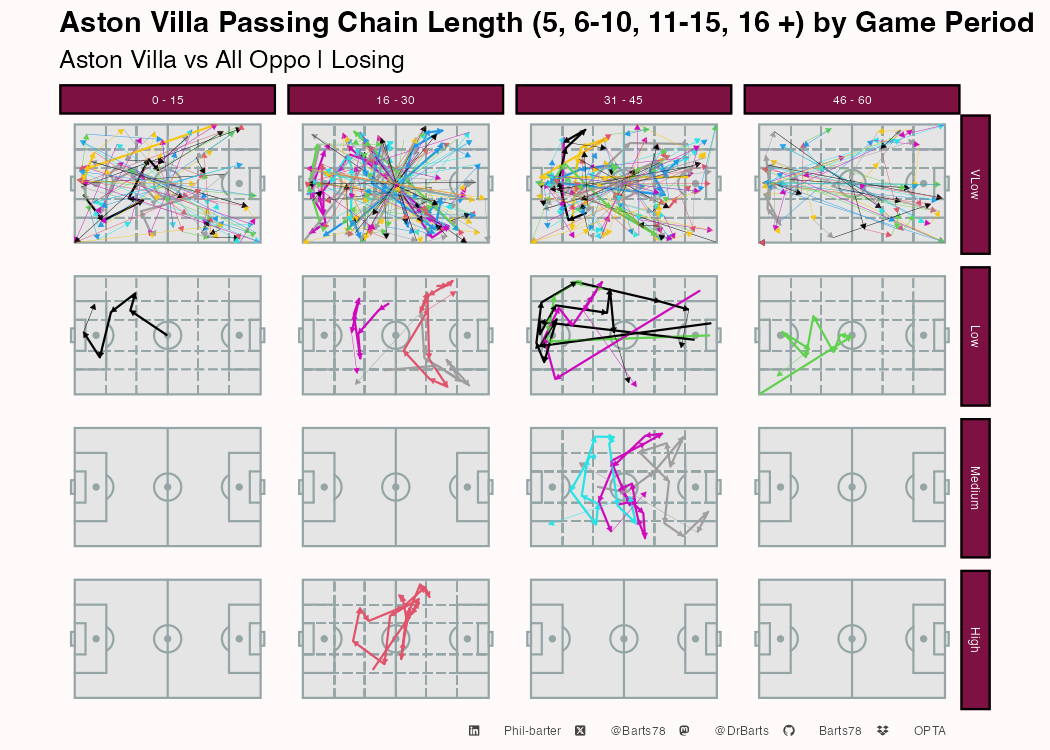 Aston Villa Passing Chain Length (5, 6-10, 11-15, 16 +) by Game Period
Aston Villa vs All Oppo | Losing
0 - 15
16 - 30
31 - 45
46 - 60
VLow
Low
Medium
High
Phil-barter @Barts78 @DrBarts Barts78 OPTA